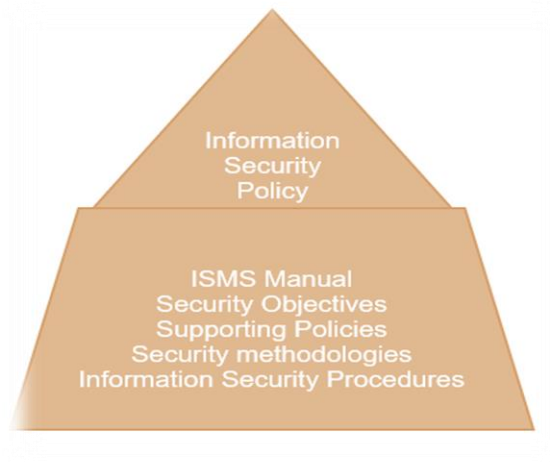 Information
Security
Policy
ISMS Manual
Security Objectives
Supporting Policies
Security methodologies
Information Security Procedures